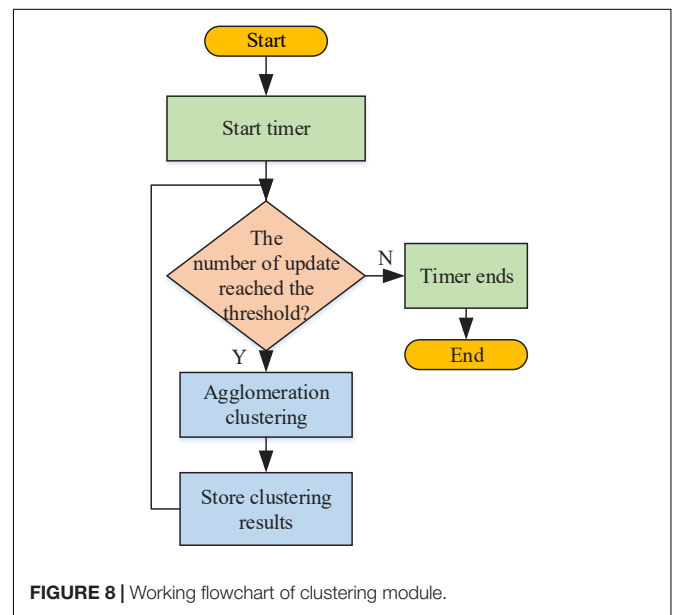 Start
Start timer
The
number of update
reached the
threshold?
N
Timer ends
End
Y
Agglomeration
clustering
Store clustering
results
FIGURE 8 | Working flowchart of clustering module.